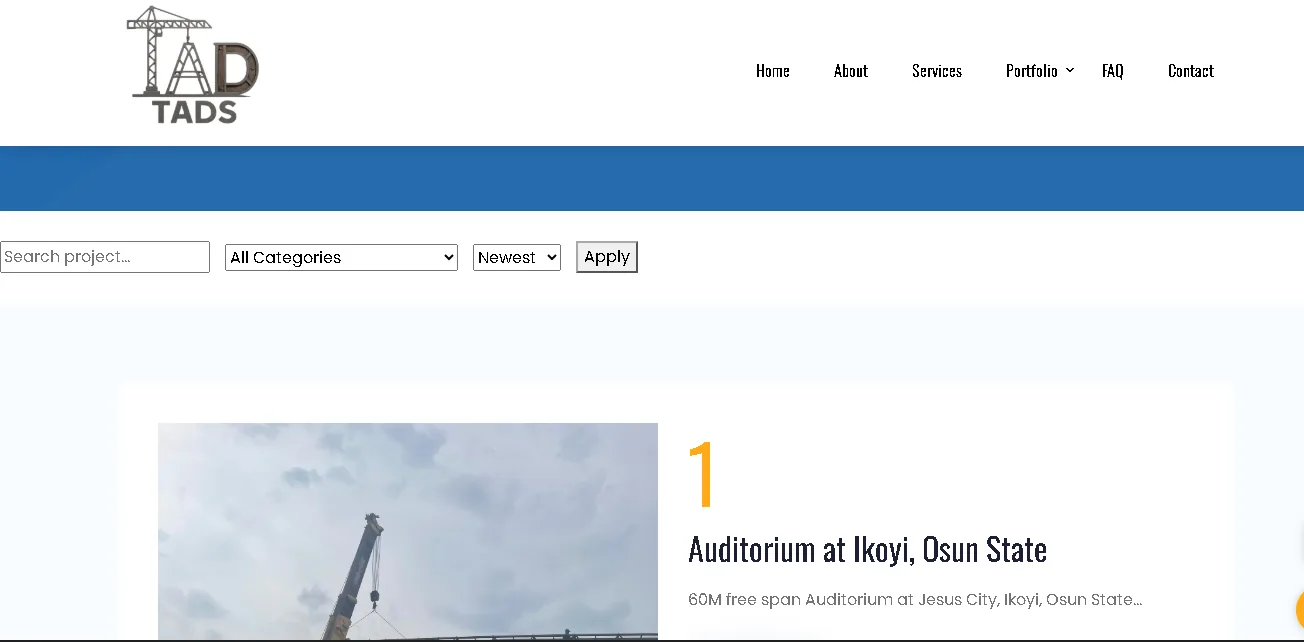 TAD
TADS
Home About Services Portfolio FAQ Contact
Search project... All Categories Newest Apply
1
Auditorium at Ikoyi, Osun State
60M free span Auditorium at Jesus City, Ikoyi, Osun State...